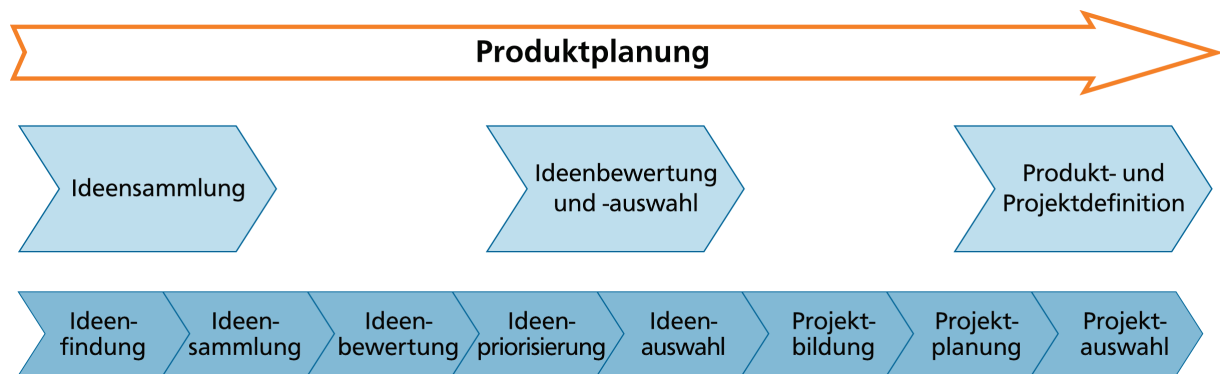 Produktplanung
Ideensammlung
Ideenbewertung
und -auswahl
Produkt- und
Projektdefinition
Ideen-
findung
Ideen-
sammlung
Ideen-
bewertung
Ideen-
priorisierung
Ideen-
auswahl
Projekt-
bildung
Projekt-
planung
Projekt-
auswahl